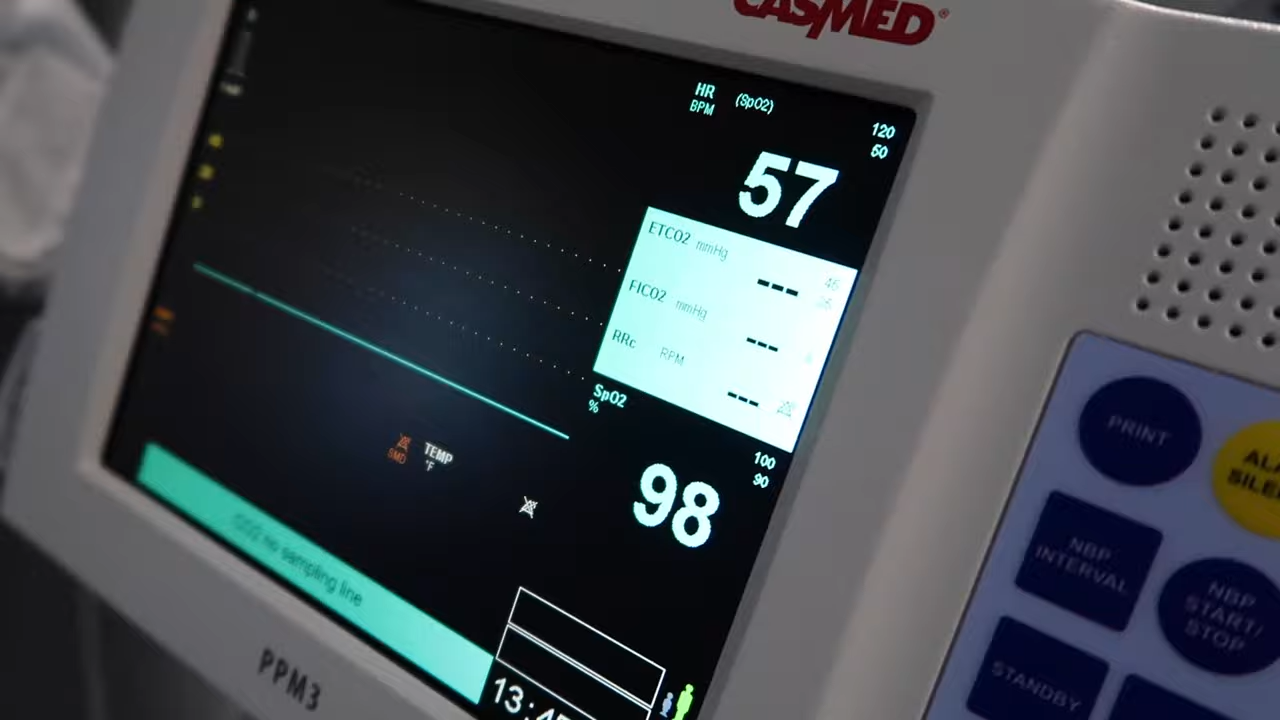 CASMED®
HR (SpO2)
BPM
120
50
57
ETCO2 mmHg
---
FICO2 mmHg
---
RRc RPM
---
SpO2
%
100
90
98
SMD
TEMP
°F
no sampling line
PPM3
PRINT
NBP
INTERVAL
NBP
START/
STOP
STANDBY